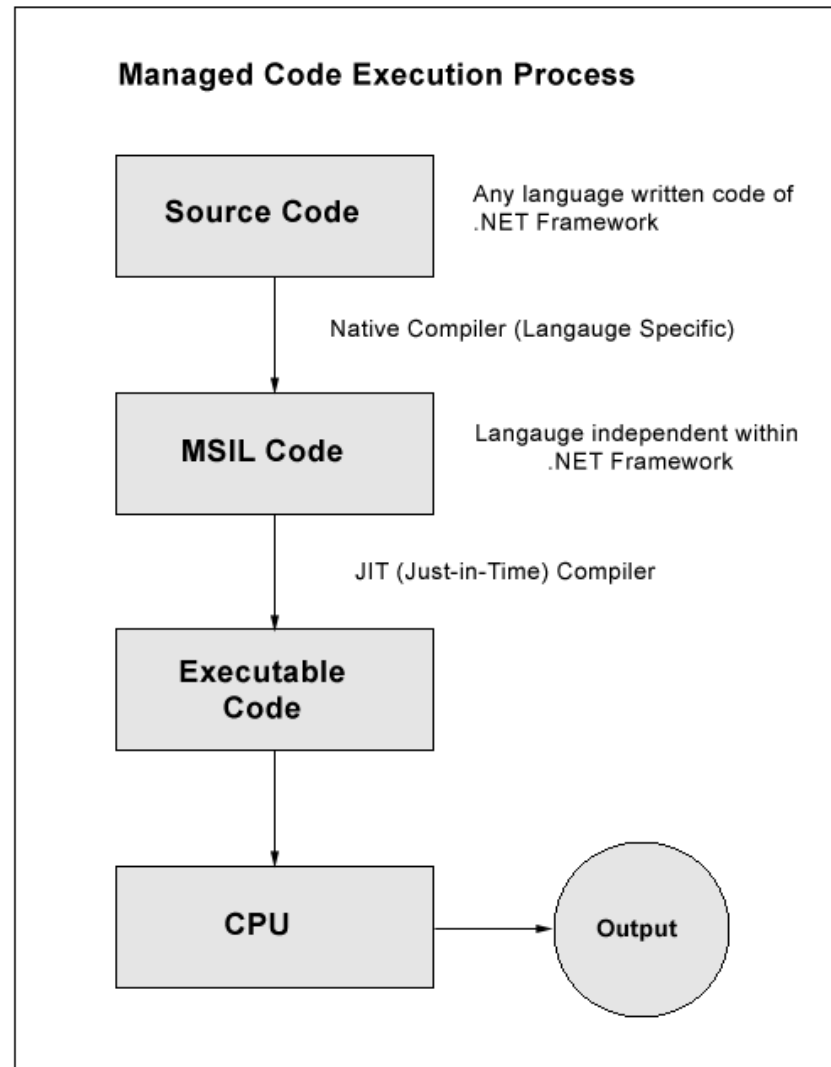 Managed Code Execution Process
Source Code
Any language written code of
.NET Framework
Native Compiler (Langauge Specific)
MSIL Code
Langauge independent within
.NET Framework
JIT (Just-in-Time) Compiler
Executable
Code
CPU
Output